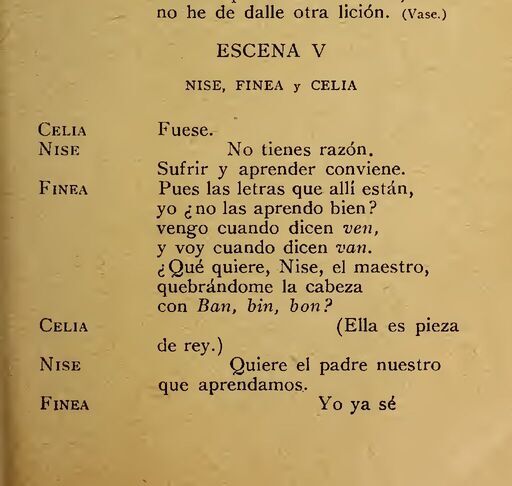 no he de dalle otra lición. (Vase.)
ESCENA V
NISE, FINEA y CELIA
CELIA Fuese.
NISE No tienes razón.
Sufrir y aprender conviene.
FINEA Pues las letras que allí están,
yo ¿no las aprendo bien?
vengo cuando dicen ven,
y voy cuando dicen van.
¿Qué quiere, Nise, el maestro,
quebrándome la cabeza
con Ban, bin, bon?
CELIA (Ella es pieza
de rey.)
NISE Quiere el padre nuestro
que aprendamos.
FINEA Yo ya sé